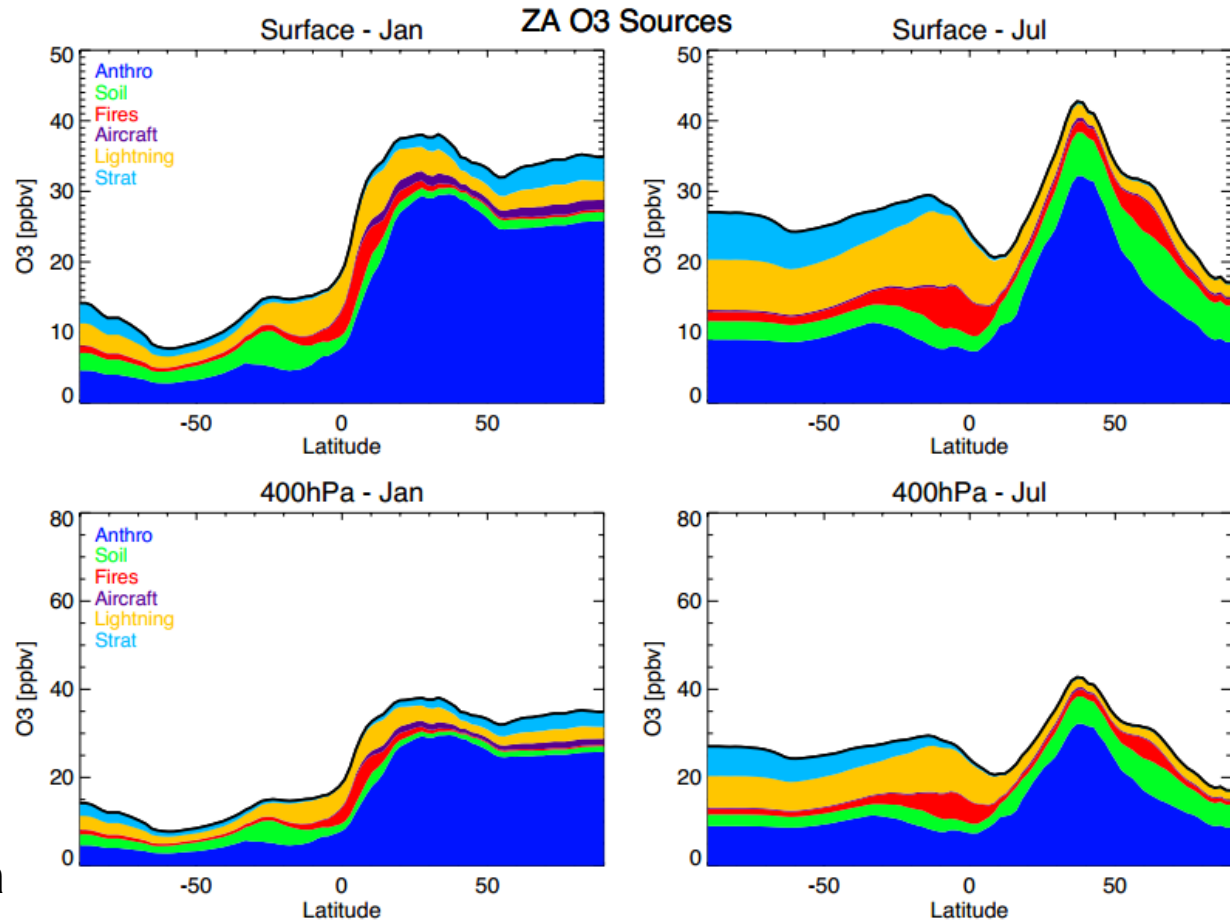 ZA O3 Sources
Surface - Jan
50
40
30
20
10
0
O3 [ppbv]
Anthro
Soil
Fires
Aircraft
Lightning
Strat
-50 0 50
Latitude
Surface - Jul
50
40
30
20
10
0
O3 [ppbv]
-50 0 50
Latitude
400hPa - Jan
80
60
40
20
0
O3 [ppbv]
Anthro
Soil
Fires
Aircraft
Lightning
Strat
-50 0 50
Latitude
400hPa - Jul
80
60
40
20
0
O3 [ppbv]
-50 0 50
Latitude